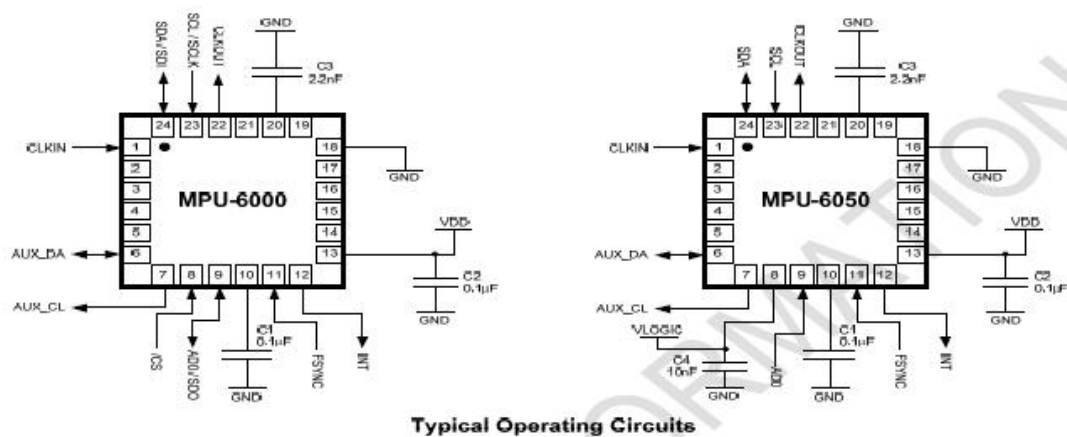 GND
SDA / SDI
SCL / SCLK
CLKOUT
C3
2.2nF
24 23 22 21 20 19
CLKIN
1
2
3
4
5
6
18
17
16
15
14
13
MPU-6000
GND
VDD
AUX_DA
7 8 9 10 11 12
C2
0.1µF
GND
AUX_CL
/CS
AD0 / SDO
C1
0.1µF
GND
FSYNC
INT
GND
SDA
SCL
CLKOUT
C3
2.2nF
24 23 22 21 20 19
CLKIN
1
2
3
4
5
6
18
17
16
15
14
13
MPU-6050
GND
VDD
AUX_DA
7 8 9 10 11 12
C2
0.1µF
GND
AUX_CL
VLOGIC
C4
10nF
GND
AD0
C1
0.1µF
GND
FSYNC
INT
Typical Operating Circuits
ORMATION